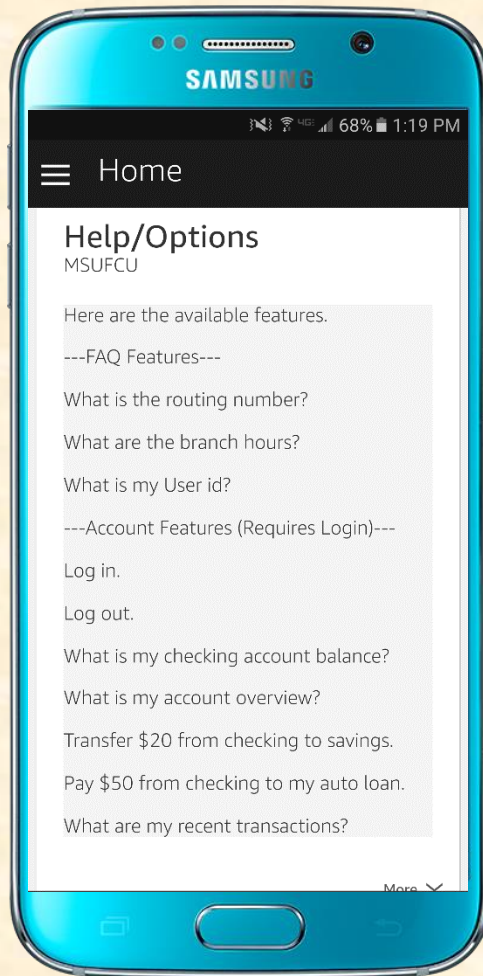 SAMSUNG
4G 68% 1:19 PM
Home
Help/Options
MSUFCU
Here are the available features.
---FAQ Features---
What is the routing number?
What are the branch hours?
What is my User id?
---Account Features (Requires Login)---
Log in.
Log out.
What is my checking account balance?
What is my account overview?
Transfer $20 from checking to savings.
Pay $50 from checking to my auto loan.
What are my recent transactions?
More